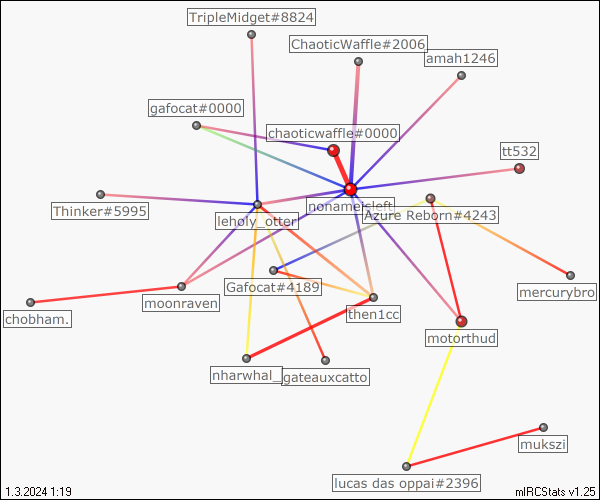 TripleMidget#8824
ChaoticWaffle#2006
amah1246
gafocat#0000
chaoticwaffle#0000
tt532
Thinker#5995
leholy_otter
nonameisleft
Azure Reborn#4243
Gafocat#4189
mercurybro
moonraven
chobham.
then1cc
motorthud
nharwhal_
gateauxcatto
mukszi
lucas das oppai#2396
1.3.2024 1:19
mIRCStats v1.25